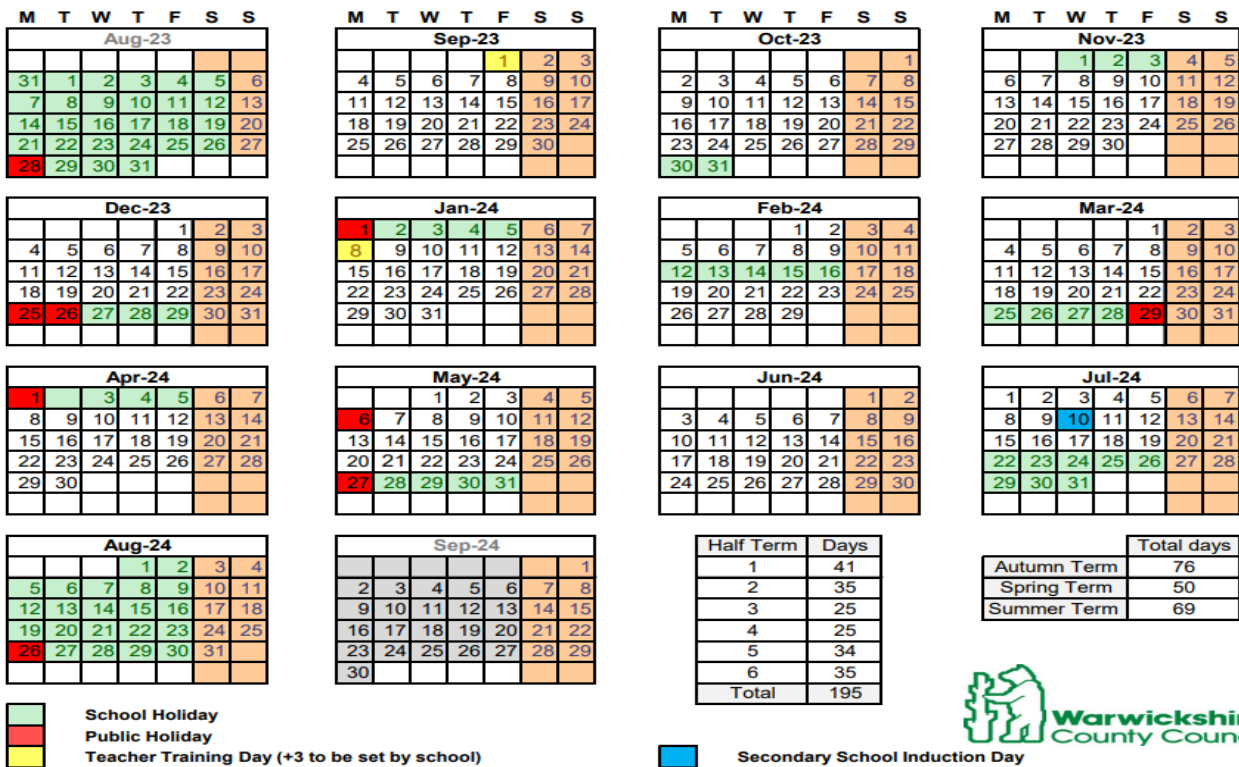 M T W T F S S
Aug-23
31 1 2 3 4 5 6
7 8 9 10 11 12 13
14 15 16 17 18 19 20
21 22 23 24 25 26 27
28 29 30 31
M T W T F S S
Sep-23
1 2 3
4 5 6 7 8 9 10
11 12 13 14 15 16 17
18 19 20 21 22 23 24
25 26 27 28 29 30
M T W T F S S
Oct-23
1
2 3 4 5 6 7 8
9 10 11 12 13 14 15
16 17 18 19 20 21 22
23 24 25 26 27 28 29
30 31
M T W T F S S
Nov-23
1 2 3 4 5
6 7 8 9 10 11 12
13 14 15 16 17 18 19
20 21 22 23 24 25 26
27 28 29 30
Dec-23
1 2 3
4 5 6 7 8 9 10
11 12 13 14 15 16 17
18 19 20 21 22 23 24
25 26 27 28 29 30 31
Jan-24
1 2 3 4 5 6 7
8 9 10 11 12 13 14
15 16 17 18 19 20 21
22 23 24 25 26 27 28
29 30 31
Feb-24
1 2 3 4
5 6 7 8 9 10 11
12 13 14 15 16 17 18
19 20 21 22 23 24 25
26 27 28 29
Mar-24
1 2 3
4 5 6 7 8 9 10
11 12 13 14 15 16 17
18 19 20 21 22 23 24
25 26 27 28 29 30 31
Apr-24
1 3 4 5 6 7
8 9 10 11 12 13 14
15 16 17 18 19 20 21
22 23 24 25 26 27 28
29 30
May-24
1 2 3 4 5
6 7 8 9 10 11 12
13 14 15 16 17 18 19
20 21 22 23 24 25 26
27 28 29 30 31
Jun-24
1 2
3 4 5 6 7 8 9
10 11 12 13 14 15 16
17 18 19 20 21 22 23
24 25 26 27 28 29 30
Jul-24
1 2 3 4 5 6 7
8 9 10 11 12 13 14
15 16 17 18 19 20 21
22 23 24 25 26 27 28
29 30 31
Aug-24
1 2 3 4
5 6 7 8 9 10 11
12 13 14 15 16 17 18
19 20 21 22 23 24 25
26 27 28 29 30 31
Sep-24
1
2 3 4 5 6 7 8
9 10 11 12 13 14 15
16 17 18 19 20 21 22
23 24 25 26 27 28 29
30
Half Term Days
1 41
2 35
3 25
4 25
5 34
6 35
Total 195
Total days
Autumn Term 76
Spring Term 50
Summer Term 69
School Holiday
Public Holiday
Teacher Training Day (+3 to be set by school)
Secondary School Induction Day
Warwickshi
County Counc